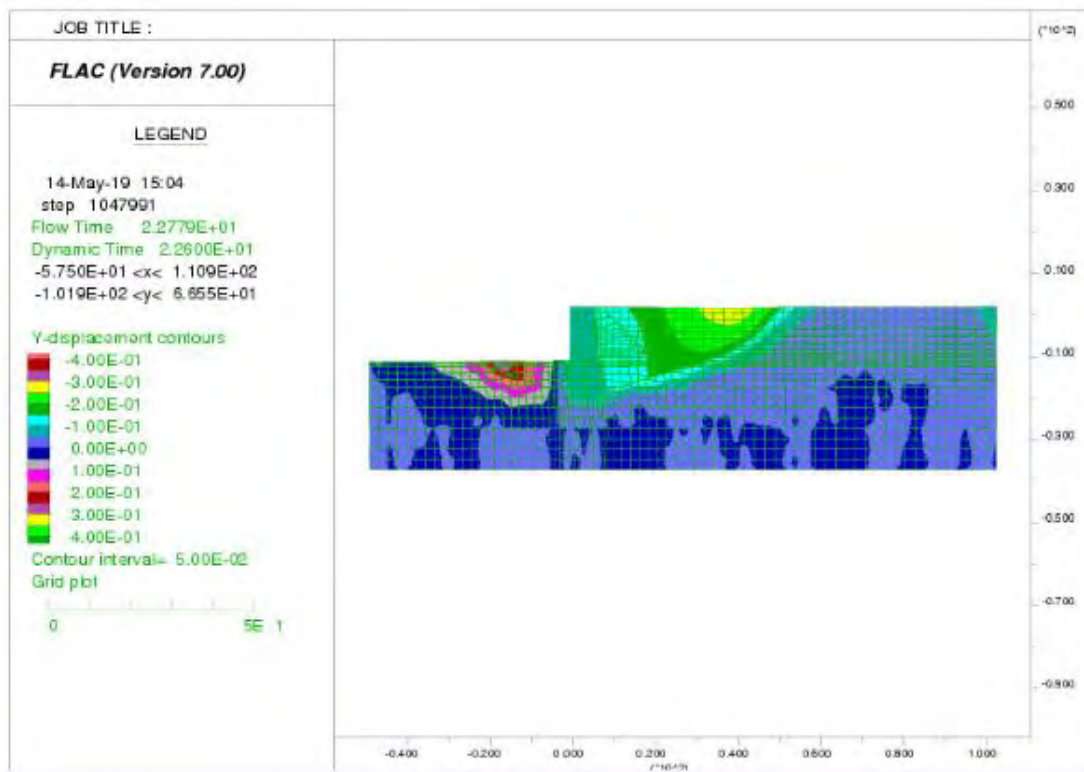 JOB TITLE :
FLAC (Version 7.00)
LEGEND
14-May-19 15:04
step 1047991
Flow Time 2.2779E+01
Dynamic Time 2.2600E+01
-5.750E+01 <x< 1.109E+02
-1.019E+02 <y< 6.655E+01
Y-displacement contours
-4.00E-01
-3.00E-01
-2.00E-01
-1.00E-01
0.00E+00
1.00E-01
2.00E-01
3.00E-01
4.00E-01
Contour interval= 5.00E-02
Grid plot
0 5E 1
(*10^2)
0.500
0.300
0.100
-0.100
-0.300
-0.500
-0.700
-0.900
-0.400 -0.200 0.000 0.200 0.400 0.600 0.800 1.000
(*10^2)